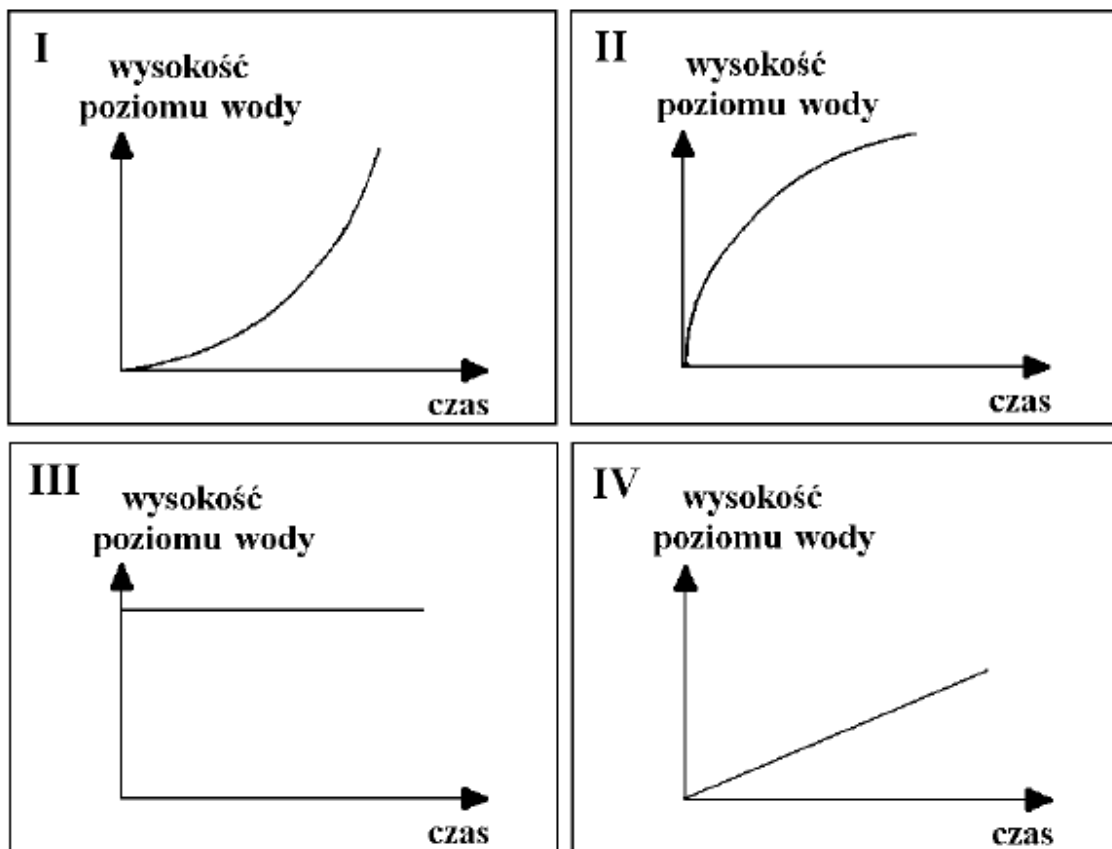 I
wysokość
poziomu wody
czas
II
wysokość
poziomu wody
czas
III
wysokość
poziomu wody
czas
IV
wysokość
poziomu wody
czas